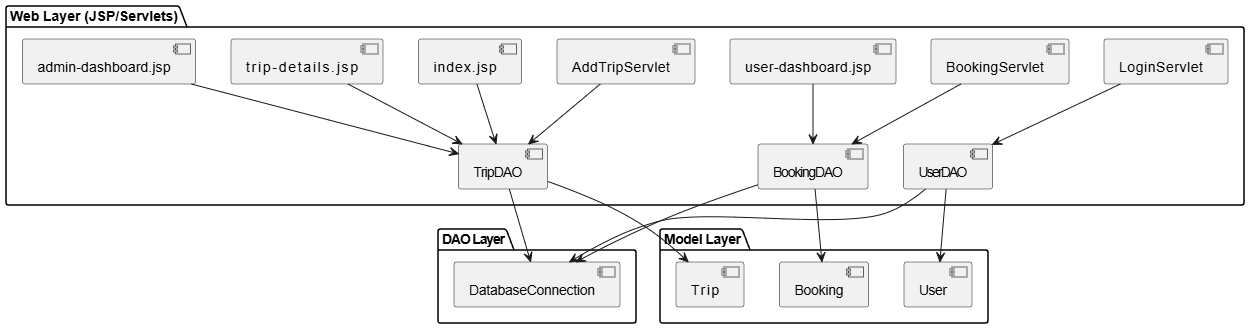 Web Layer (JSP/Servlets)
admin-dashboard.jsp
trip-details.jsp
index.jsp
AddTripServlet
user-dashboard.jsp
BookingServlet
LoginServlet
TripDAO
BookingDAO
UserDAO
DAO Layer
Model Layer
DatabaseConnection
Trip
Booking
User